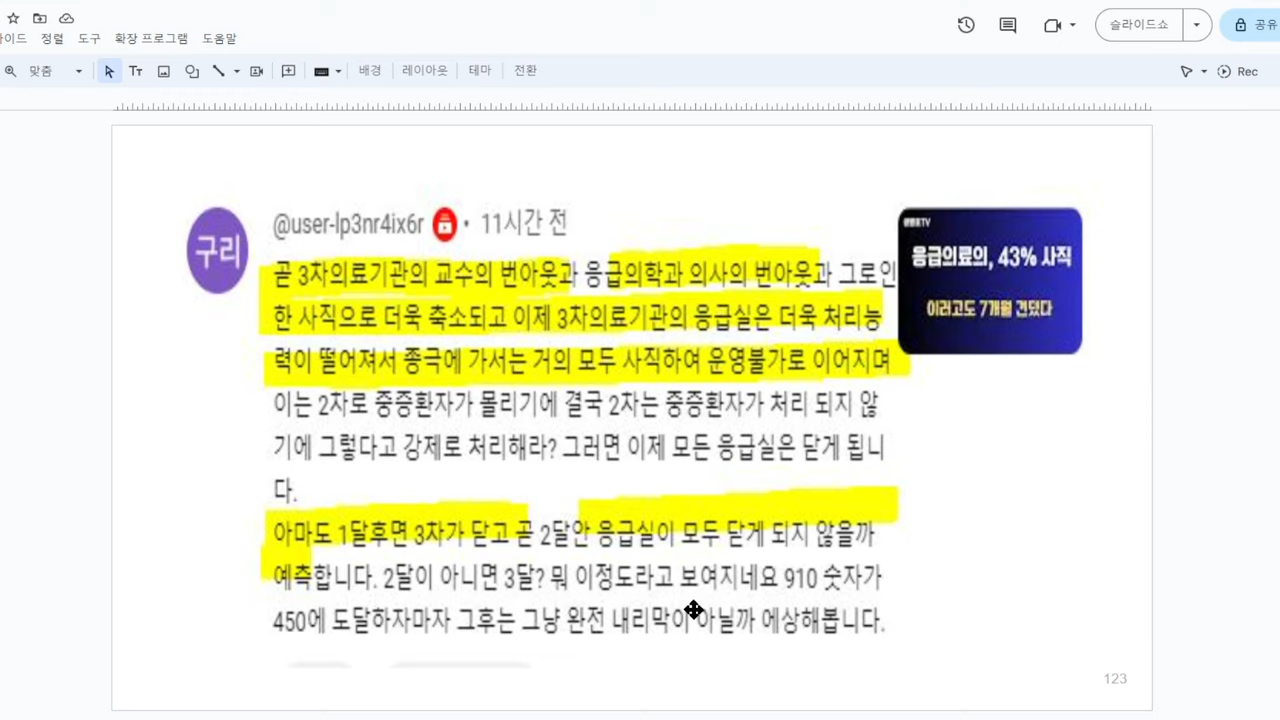 이드 정렬 도구 확장 프로그램 도움말
슬라이드쇼
공유
맞춤
배경 레이아웃 테마 전환
Rec
구리
@user-lp3nr4ix6r • 11시간 전
곧 3차의료기관의 교수의 번아웃과 응급의학과 의사의 번아웃과 그로인
한 사직으로 더욱 축소되고 이제 3차의료기관의 응급실은 더욱 처리능
력이 떨어져서 종국에 가서는 거의 모두 사직하여 운영불가로 이어지며
이는 2차로 중증환자가 몰리기에 결국 2차는 중증환자가 처리 되지 않
기에 그렇다고 강제로 처리해라? 그러면 이제 모든 응급실은 닫게 됩니
다.
아마도 1달후면 3차가 닫고 곧 2달안 응급실이 모두 닫게 되지 않을까
예측합니다. 2달이 아니면 3달? 뭐 이정도라고 보여지네요 910 숫자가
450에 도달하자마자 그후는 그냥 완전 내리막이 아닐까 에상해봅니다.
응급의료의, 43% 사직
이러고도 7개월 견뎠다
123